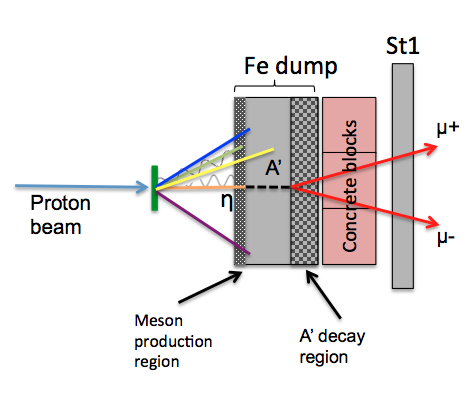 St1
Fe dump
μ+
A'
Concrete blocks
η
Proton
beam
μ-
Meson
production
region
A' decay
region